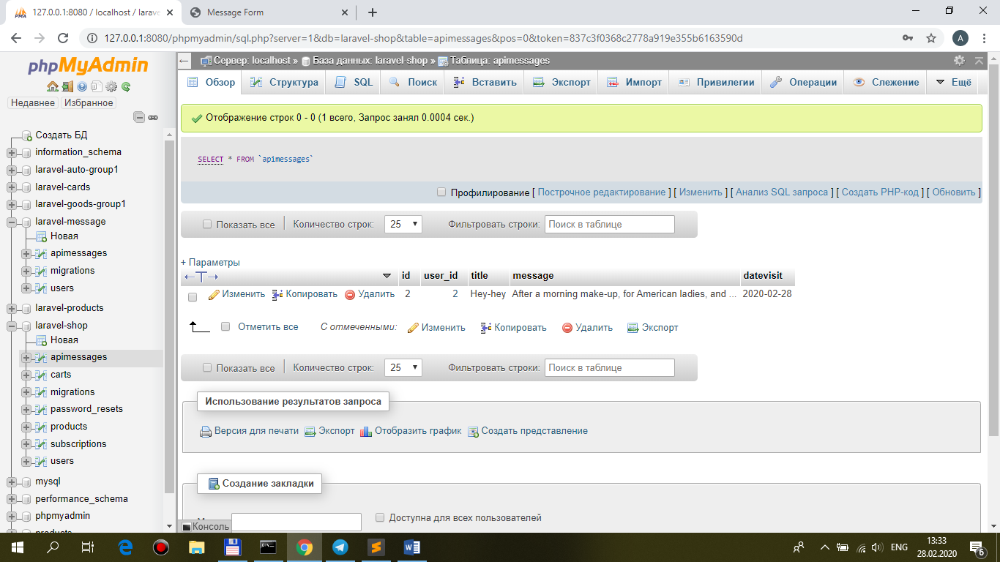 127.0.0.1:8080 / localhost / larave
Message Form
127.0.0.1:8080/phpmyadmin/sql.php?server=1&db=laravel-shop&table=apimessages&pos=0&token=837c3f0368c2778a919e355b6163590d
A
phpMyAdmin
Недавнее Избранное
Создать БД
information_schema
laravel-auto-group1
laravel-cards
laravel-goods-group1
laravel-message
Новая
apimessages
migrations
users
laravel-products
laravel-shop
Новая
apimessages
carts
migrations
password_resets
products
subscriptions
users
mysql
performance_schema
phpmyadmin
products
Сервер: localhost » База данных: laravel-shop » Таблица: apimessages
Обзор Структура SQL Поиск Вставить Экспорт Импорт Привилегии Операции Слежение Ещё
Отображение строк 0 - 0 (1 всего, Запрос занял 0.0004 сек.)
SELECT * FROM `apimessages`
Профилирование [ Построчное редактирование ] [ Изменить ] [ Анализ SQL запроса ] [ Создать PHP-код ] [ Обновить ]
Показать все Количество строк: 25 Фильтровать строки: Поиск в таблице
+ Параметры
id user_id title message datevisit
Изменить Копировать Удалить 2 2 Hey-hey After a morning make-up, for American ladies, and ... 2020-02-28
Отметить все С отмеченными: Изменить Копировать Удалить Экспорт
Показать все Количество строк: 25 Фильтровать строки: Поиск в таблице
Использование результатов запроса
Версия для печати Экспорт Отобразить график Создать представление
Создание закладки
Доступна для всех пользователей
Консоль
ENG
13:33
28.02.2020
6